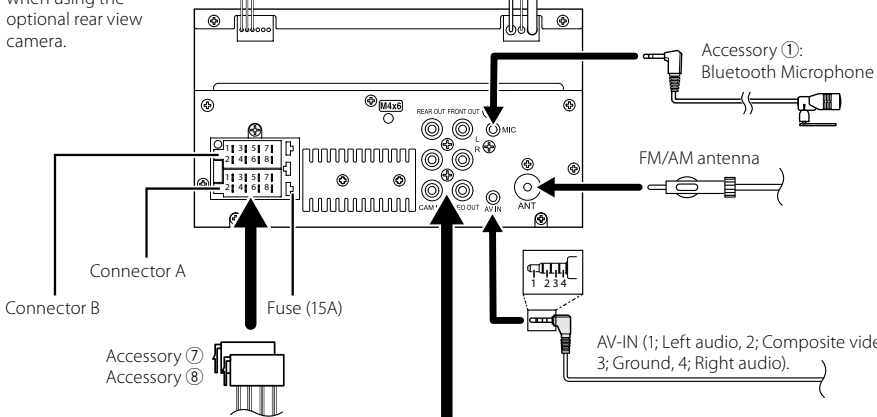 when using the
optional rear view
camera.
Accessory ①:
Bluetooth Microphone
M4x6
REAR OUT FRONT OUT
L
R
MIC
FM/AM antenna
1 3 5 7
2 4 6 8
1 3 5 7
2 4 6 8
CAM
OUT AV IN
ANT
Connector A
Connector B
Fuse (15A)
1 2 3 4
AV-IN (1; Left audio, 2; Composite
3; Ground, 4; Right audio).
Accessory ⑦
Accessory ⑧